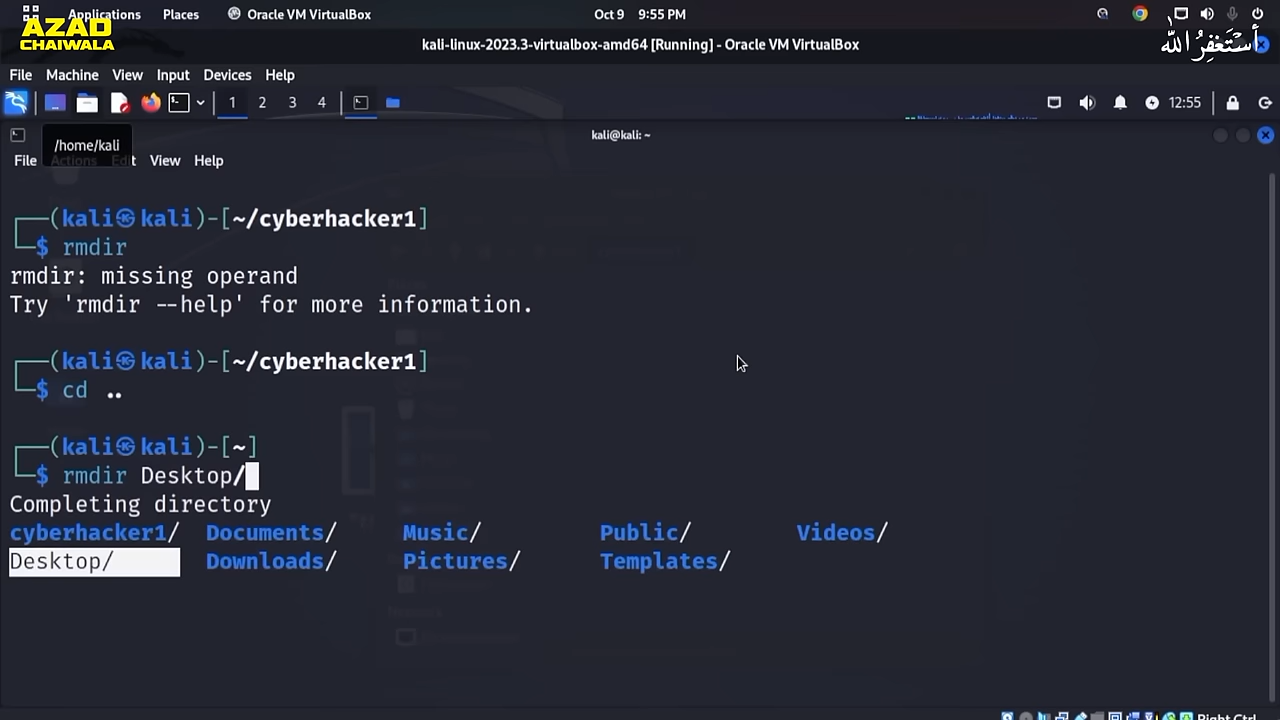 Applications Places Oracle VM VirtualBox Oct 9 9:55 PM
AZAD
CHAIWALA
أستغفر الله
kali-linux-2023.3-virtualbox-amd64 [Running] - Oracle VM VirtualBox
File Machine View Input Devices Help
1 2 3 4 12:55
/home/kali
kali@kali: ~
File Actions Edit View Help
(kali㉿kali)-[~/cyberhacker1]
$ rmdir
rmdir: missing operand
Try 'rmdir --help' for more information.
(kali㉿kali)-[~/cyberhacker1]
$ cd ..
(kali㉿kali)-[~]
$ rmdir Desktop/
Completing directory
cyberhacker1/ Documents/ Music/ Public/ Videos/
Desktop/ Downloads/ Pictures/ Templates/
Right Ctrl